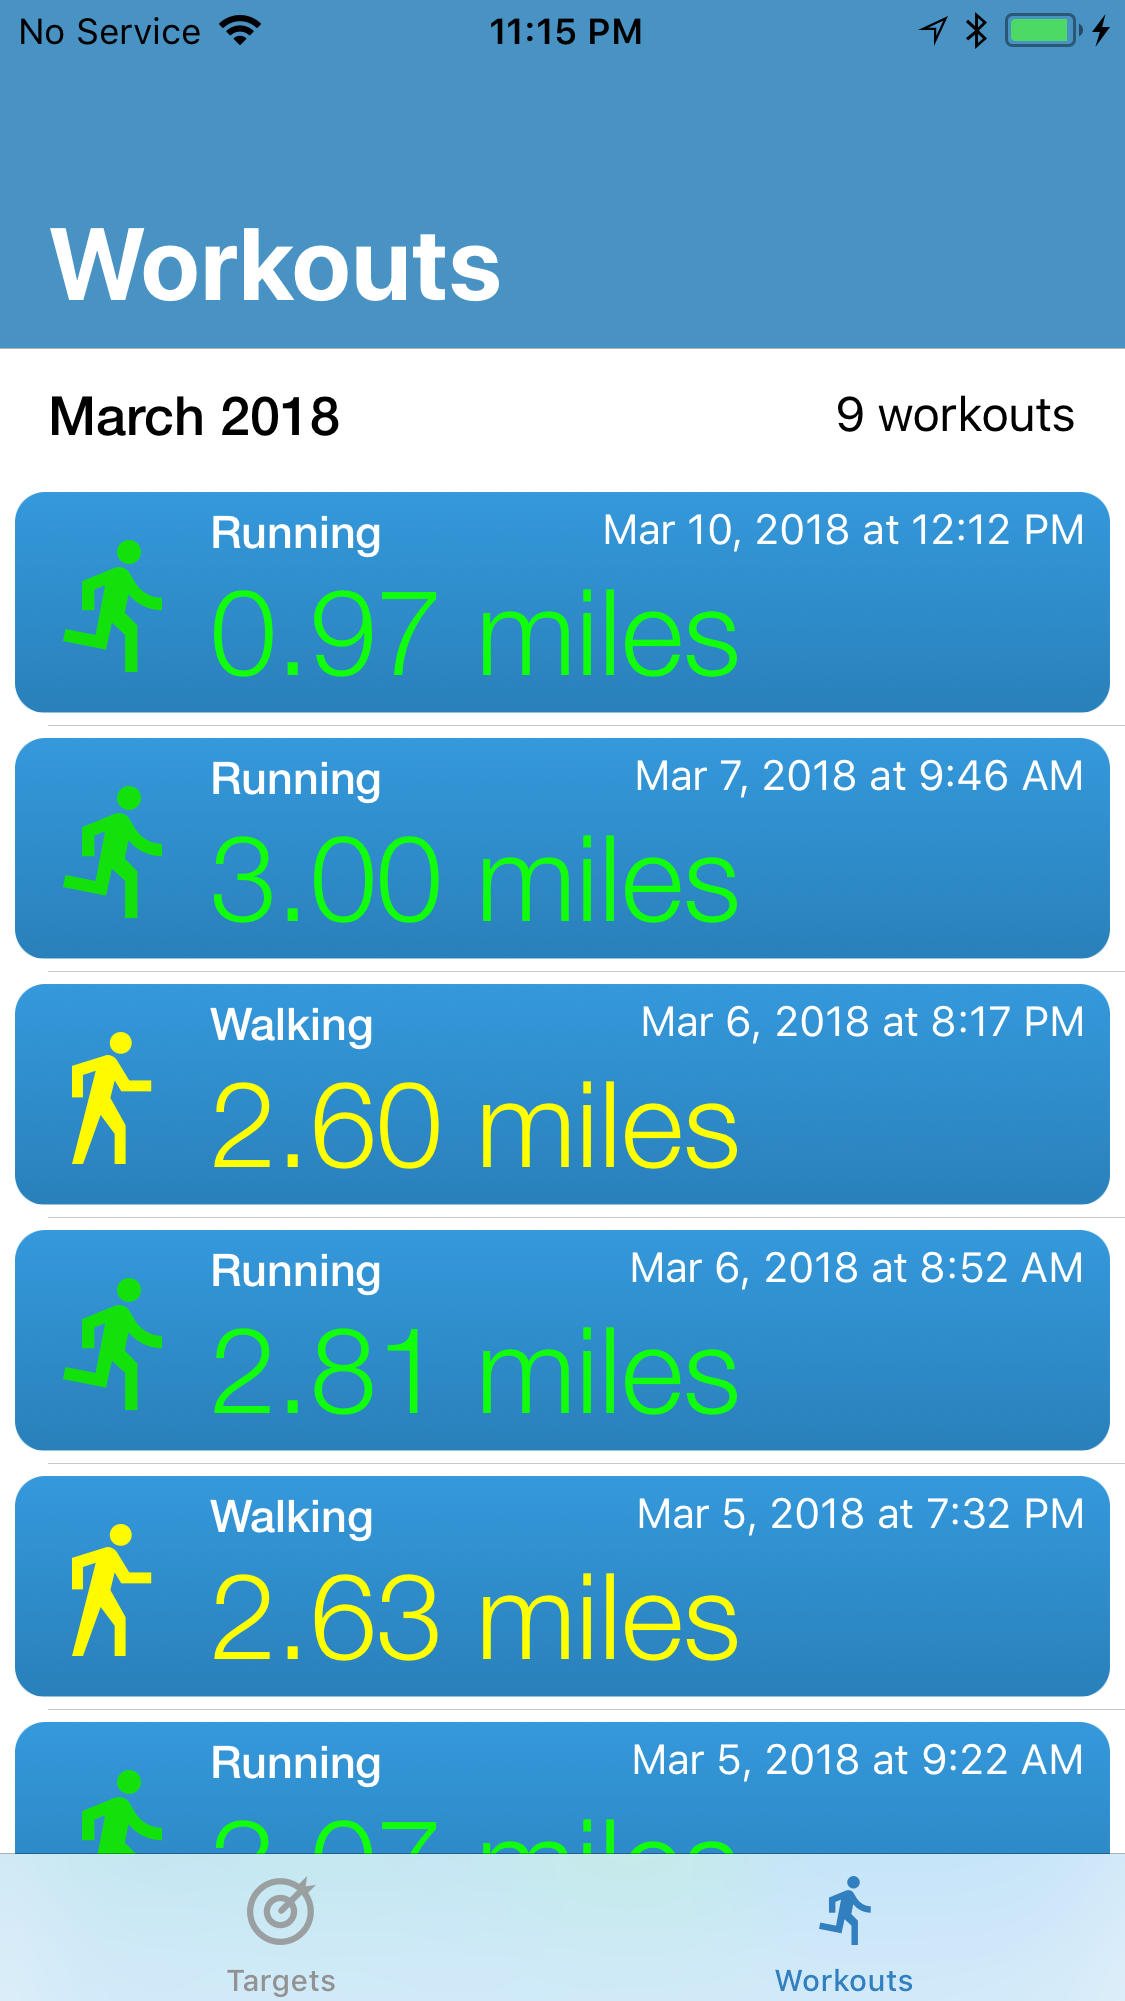 No Service 11:15 PM
Workouts
March 2018 9 workouts
Running Mar 10, 2018 at 12:12 PM
0.97 miles
Running Mar 7, 2018 at 9:46 AM
3.00 miles
Walking Mar 6, 2018 at 8:17 PM
2.60 miles
Running Mar 6, 2018 at 8:52 AM
2.81 miles
Walking Mar 5, 2018 at 7:32 PM
2.63 miles
Running Mar 5, 2018 at 9:22 AM
miles
Targets Workouts